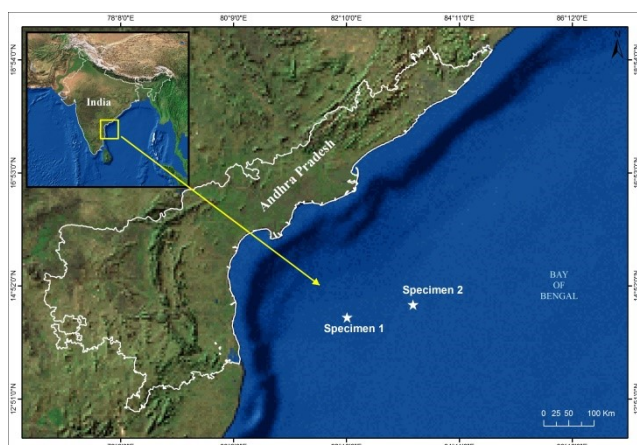 78°8'0"E 80°9'0"E 82°10'0"E 84°11'0"E 86°12'0"E
N
India
18°54'0"N
Andhra Pradesh
16°53'0"N
14°52'0"N
BAY
OF
BENGAL
Specimen 2
Specimen 1
12°51'0"N
0 25 50 100 Km